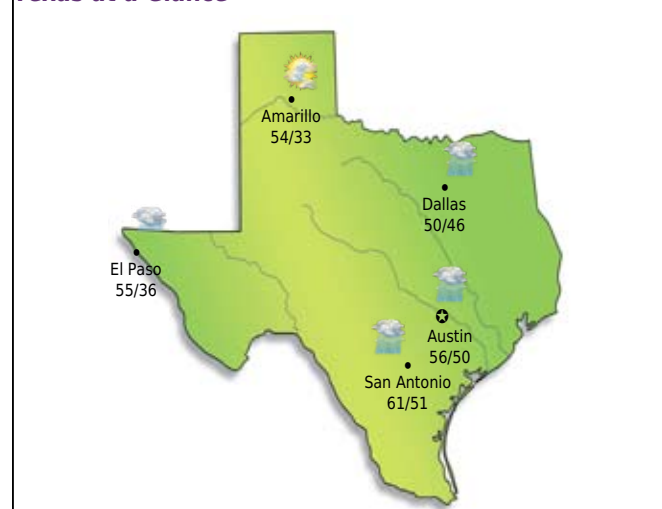 Texas at a Glance
Amarillo
54/33
Dallas
50/46
El Paso
55/36
Austin
56/50
San Antonio
61/51